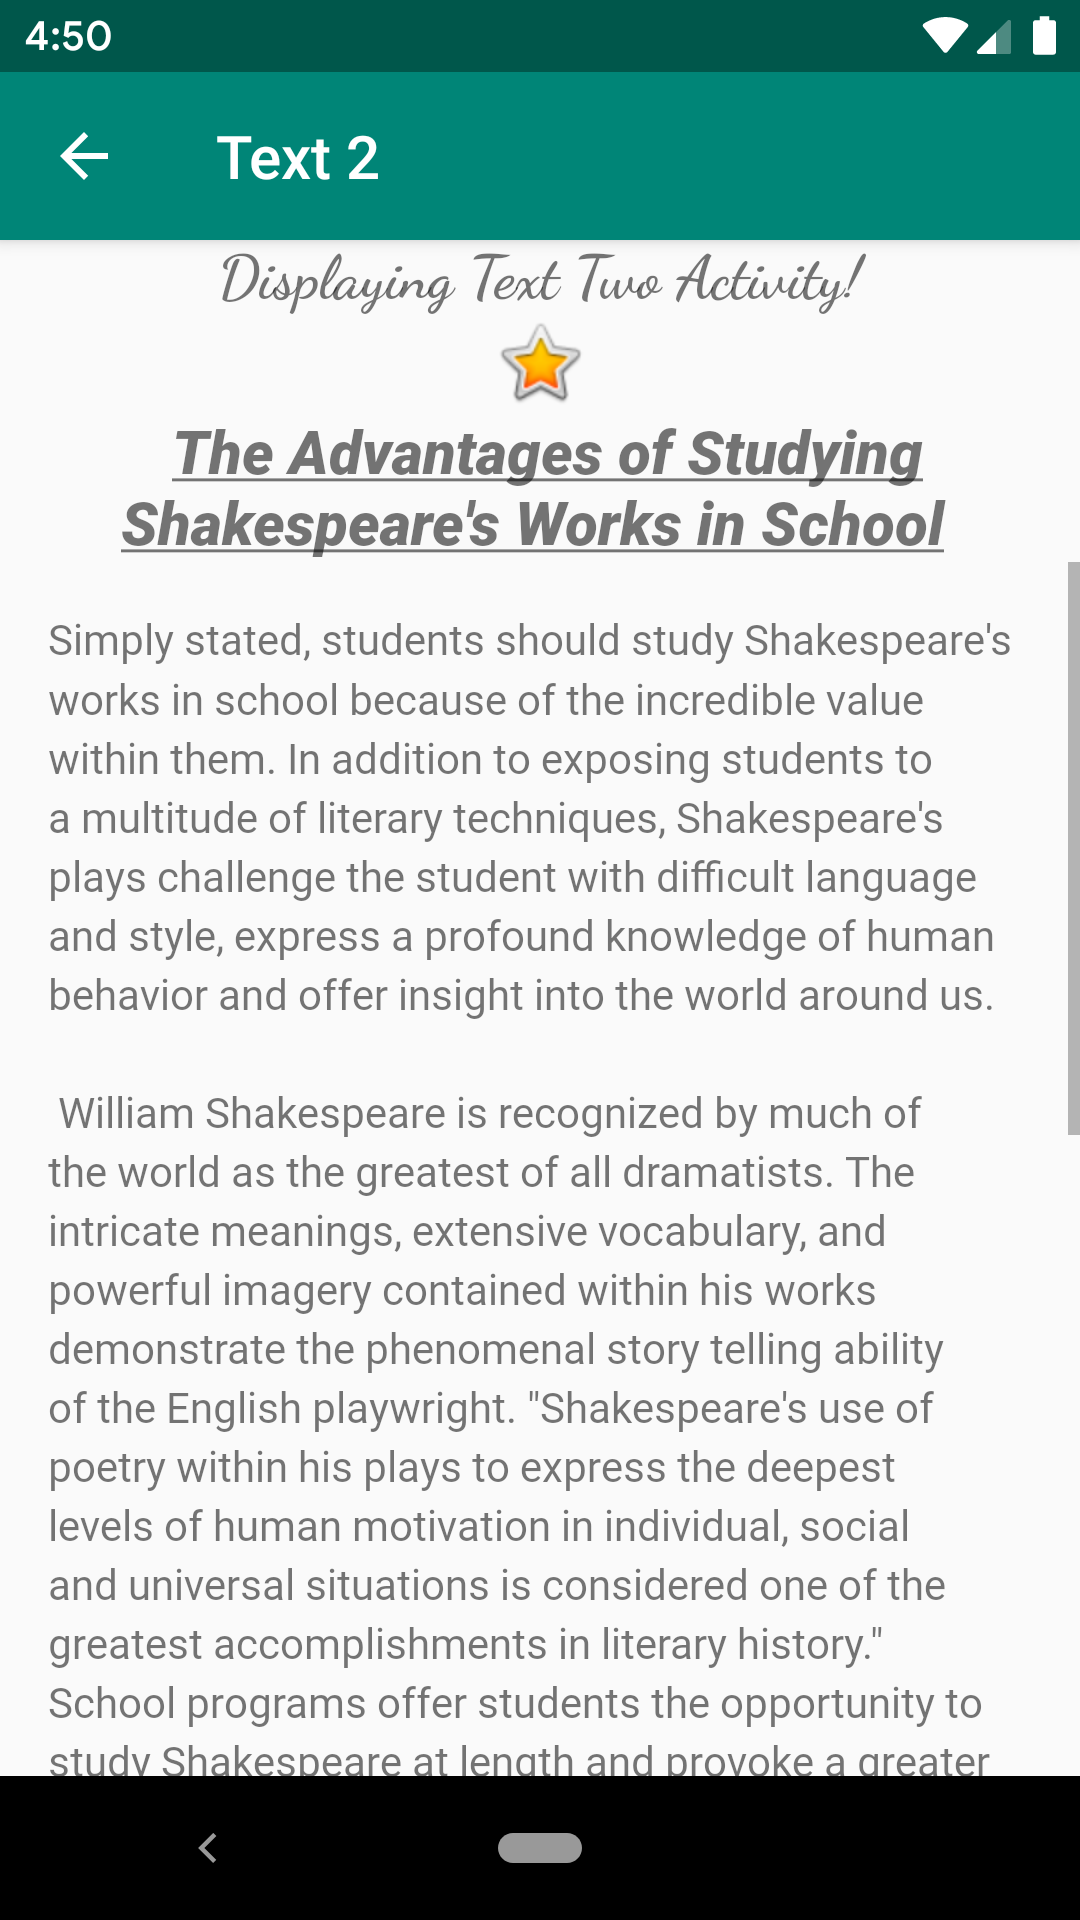 4:50
Text 2
Displaying Text Two Activity!
The Advantages of Studying
Shakespeare's Works in School
Simply stated, students should study Shakespeare's
works in school because of the incredible value
within them. In addition to exposing students to
a multitude of literary techniques, Shakespeare's
plays challenge the student with difficult language
and style, express a profound knowledge of human
behavior and offer insight into the world around us.
William Shakespeare is recognized by much of
the world as the greatest of all dramatists. The
intricate meanings, extensive vocabulary, and
powerful imagery contained within his works
demonstrate the phenomenal story telling ability
of the English playwright. "Shakespeare's use of
poetry within his plays to express the deepest
levels of human motivation in individual, social
and universal situations is considered one of the
greatest accomplishments in literary history."
School programs offer students the opportunity to
study Shakespeare at length and provoke a greater